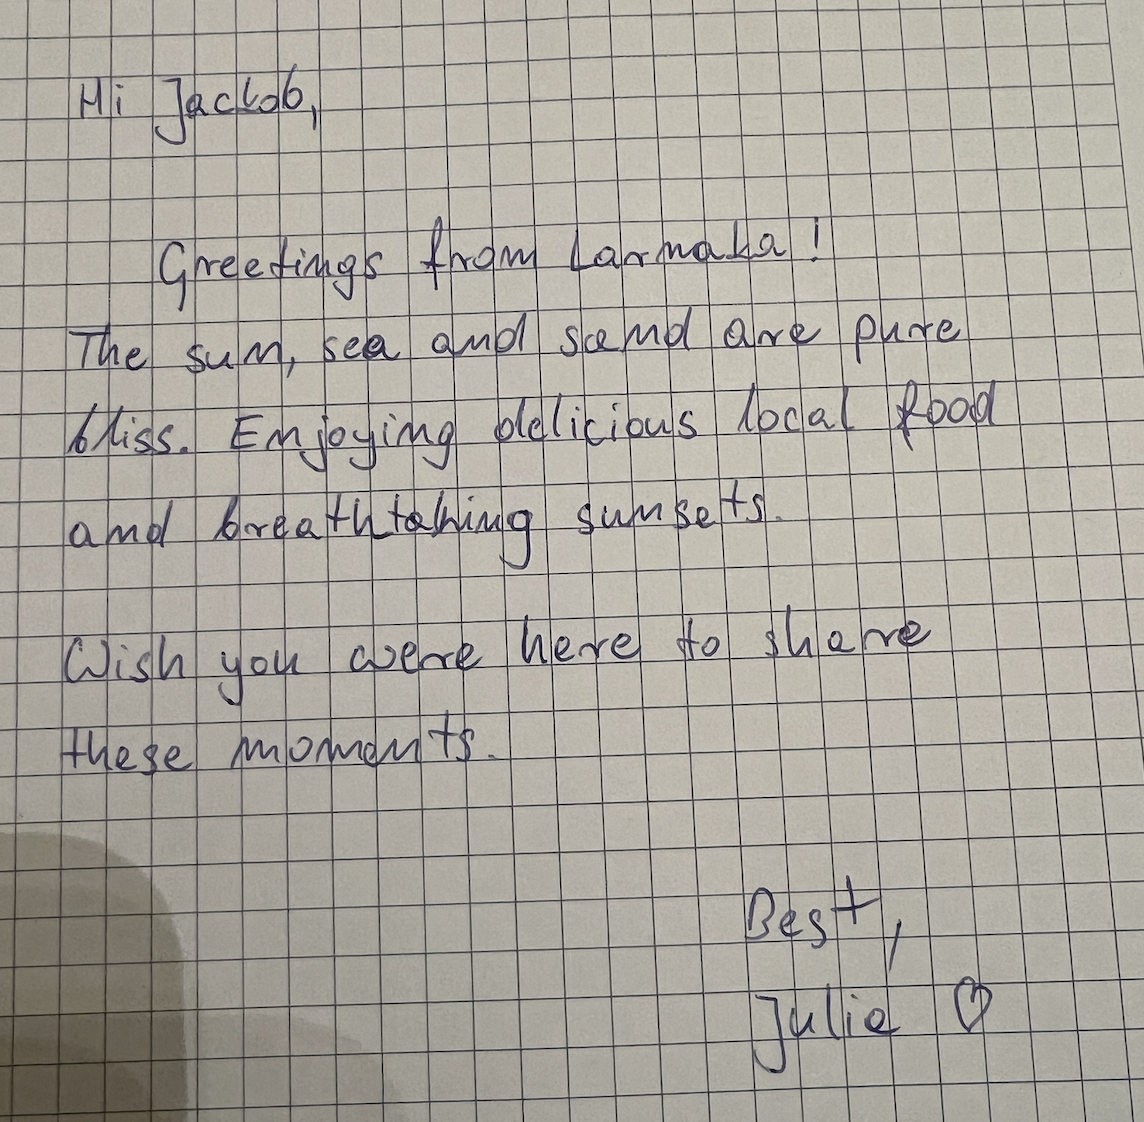 Hi Jackob,
Greetings from Larnaka!
The sun, sea and sand are pure
bliss. Enjoying delicious local food
and breathtaking sunsets.
Wish you were here to share
these moments.
Best,
Julia ♡